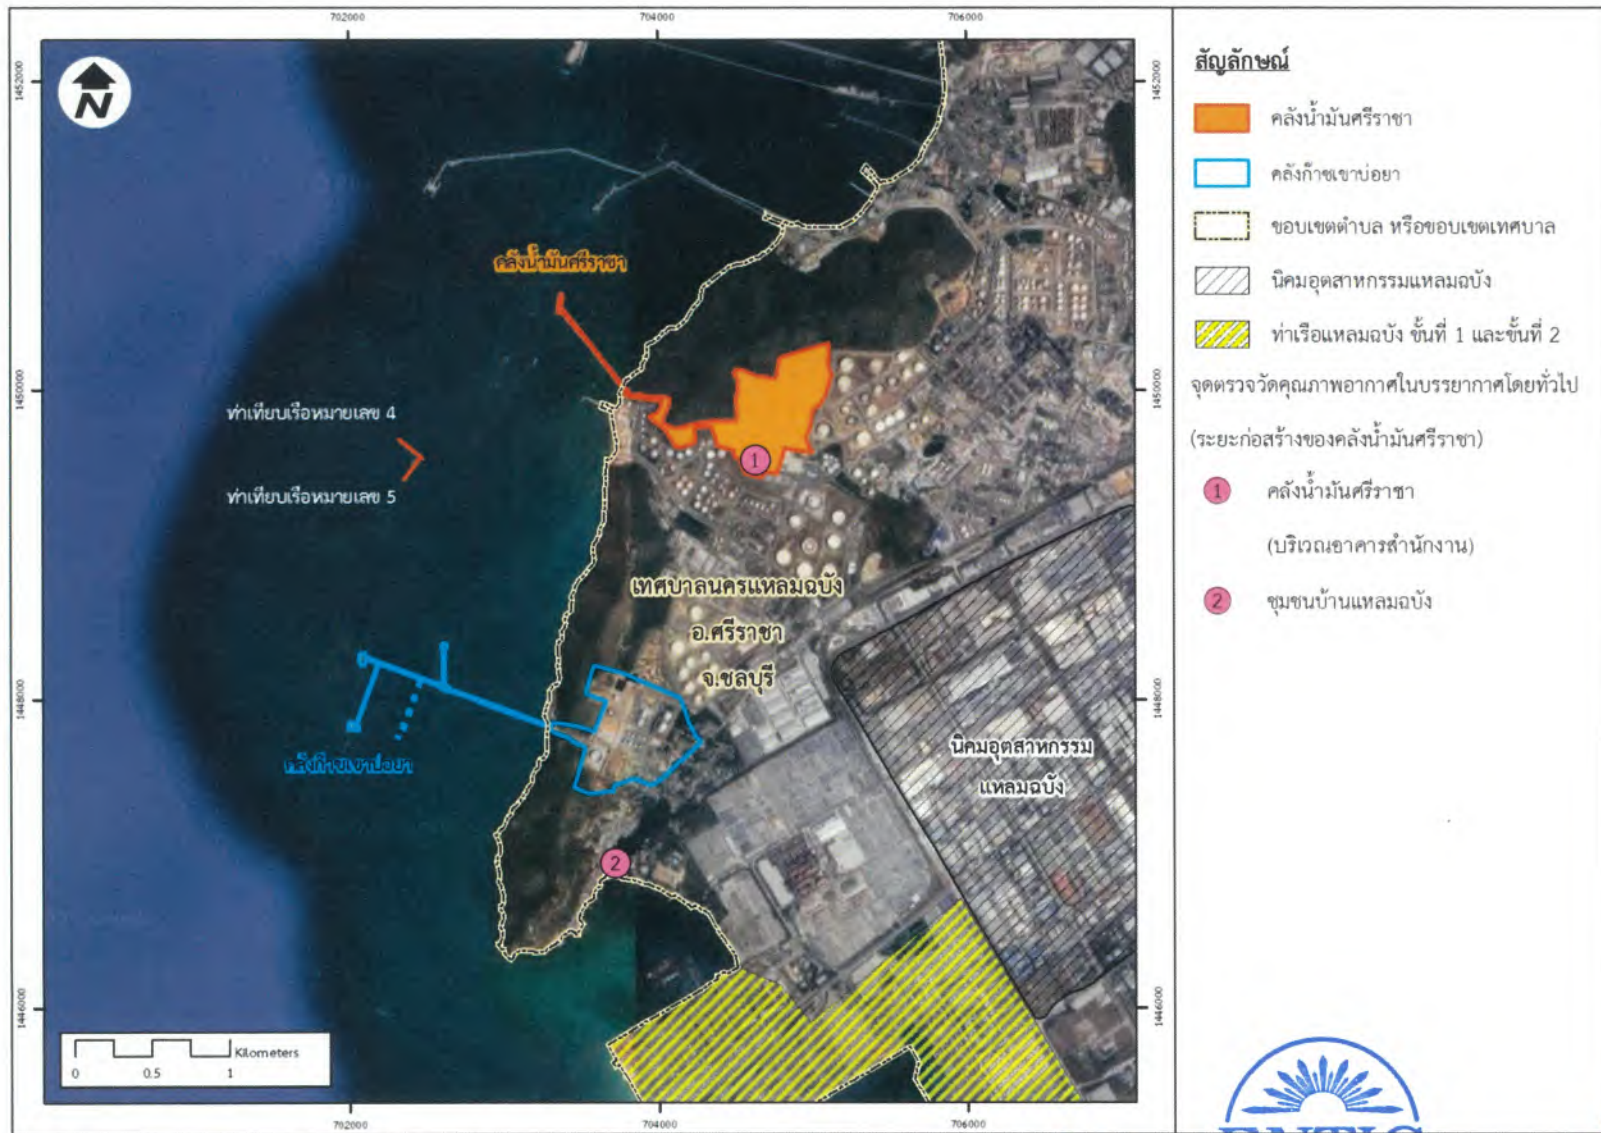 702000
704000
706000
1452000
1452000
N
คลังน้ำมันศรีราชา
1450000
1450000
ท่าเทียบเรือหมายเลข 4
ท่าเทียบเรือหมายเลข 5
1
เทศบาลนครแหลมฉบัง
อ.ศรีราชา
จ.ชลบุรี
1448000
1448000
คลังก๊าซเขาบ่อยา
นิคมอุตสาหกรรม
แหลมฉบัง
2
1446000
1446000
Kilometers
0 0.5 1
702000
704000
706000
สัญลักษณ์
คลังน้ำมันศรีราชา
คลังก๊าซเขาบ่อยา
ขอบเขตตำบล หรือขอบเขตเทศบาล
นิคมอุตสาหกรรมแหลมฉบัง
ท่าเรือแหลมฉบัง ขั้นที่ 1 และขั้นที่ 2
จุดตรวจวัดคุณภาพอากาศในบรรยากาศโดยทั่วไป
(ระยะก่อสร้างของคลังน้ำมันศรีราชา)
1 คลังน้ำมันศรีราชา
(บริเวณอาคารสำนักงาน)
2 ชุมชนบ้านแหลมฉบัง